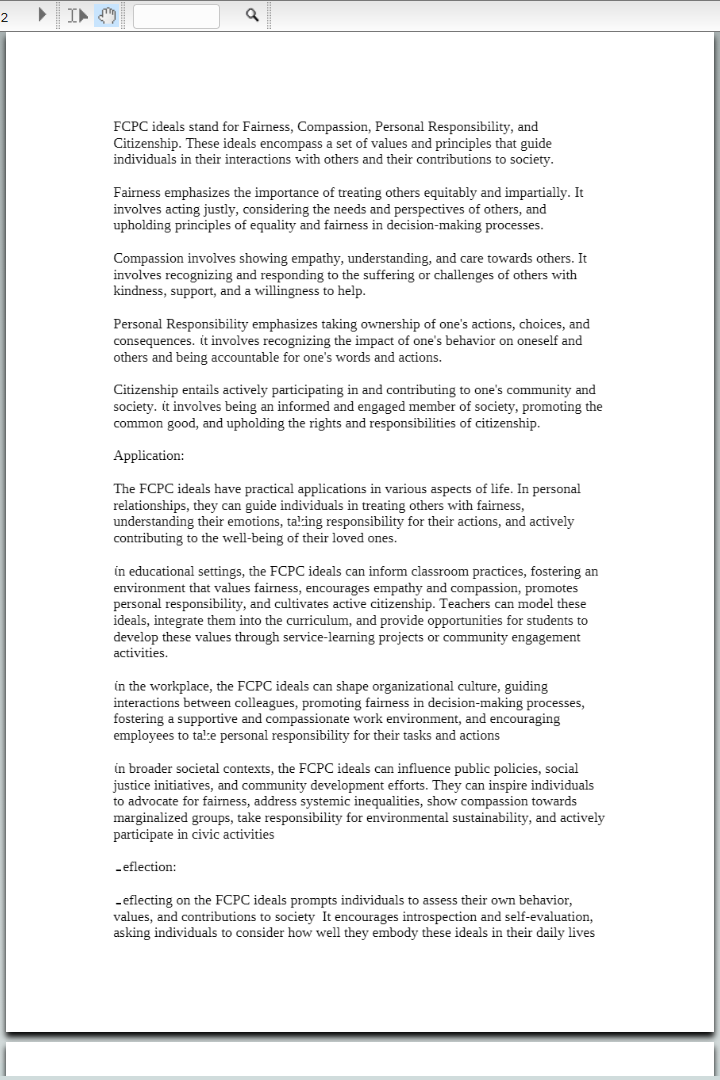 2
FCPC ideals stand for Fairness, Compassion, Personal Responsibility, and
Citizenship. These ideals encompass a set of values and principles that guide
individuals in their interactions with others and their contributions to society.
Fairness emphasizes the importance of treating others equitably and impartially. It
involves acting justly, considering the needs and perspectives of others, and
upholding principles of equality and fairness in decision-making processes.
Compassion involves showing empathy, understanding, and care towards others. It
involves recognizing and responding to the suffering or challenges of others with
kindness, support, and a willingness to help.
Personal Responsibility emphasizes taking ownership of one's actions, choices, and
consequences. it involves recognizing the impact of one's behavior on oneself and
others and being accountable for one's words and actions.
Citizenship entails actively participating in and contributing to one's community and
society. it involves being an informed and engaged member of society, promoting the
common good, and upholding the rights and responsibilities of citizenship.
Application:
The FCPC ideals have practical applications in various aspects of life. In personal
relationships, they can guide individuals in treating others with fairness,
understanding their emotions, taking responsibility for their actions, and actively
contributing to the well-being of their loved ones.
in educational settings, the FCPC ideals can inform classroom practices, fostering an
environment that values fairness, encourages empathy and compassion, promotes
personal responsibility, and cultivates active citizenship. Teachers can model these
ideals, integrate them into the curriculum, and provide opportunities for students to
develop these values through service-learning projects or community engagement
activities.
in the workplace, the FCPC ideals can shape organizational culture, guiding
interactions between colleagues, promoting fairness in decision-making processes,
fostering a supportive and compassionate work environment, and encouraging
employees to take personal responsibility for their tasks and actions
in broader societal contexts, the FCPC ideals can influence public policies, social
justice initiatives, and community development efforts. They can inspire individuals
to advocate for fairness, address systemic inequalities, show compassion towards
marginalized groups, take responsibility for environmental sustainability, and actively
participate in civic activities
eflection:
eflecting on the FCPC ideals prompts individuals to assess their own behavior,
values, and contributions to society It encourages introspection and self-evaluation,
asking individuals to consider how well they embody these ideals in their daily lives